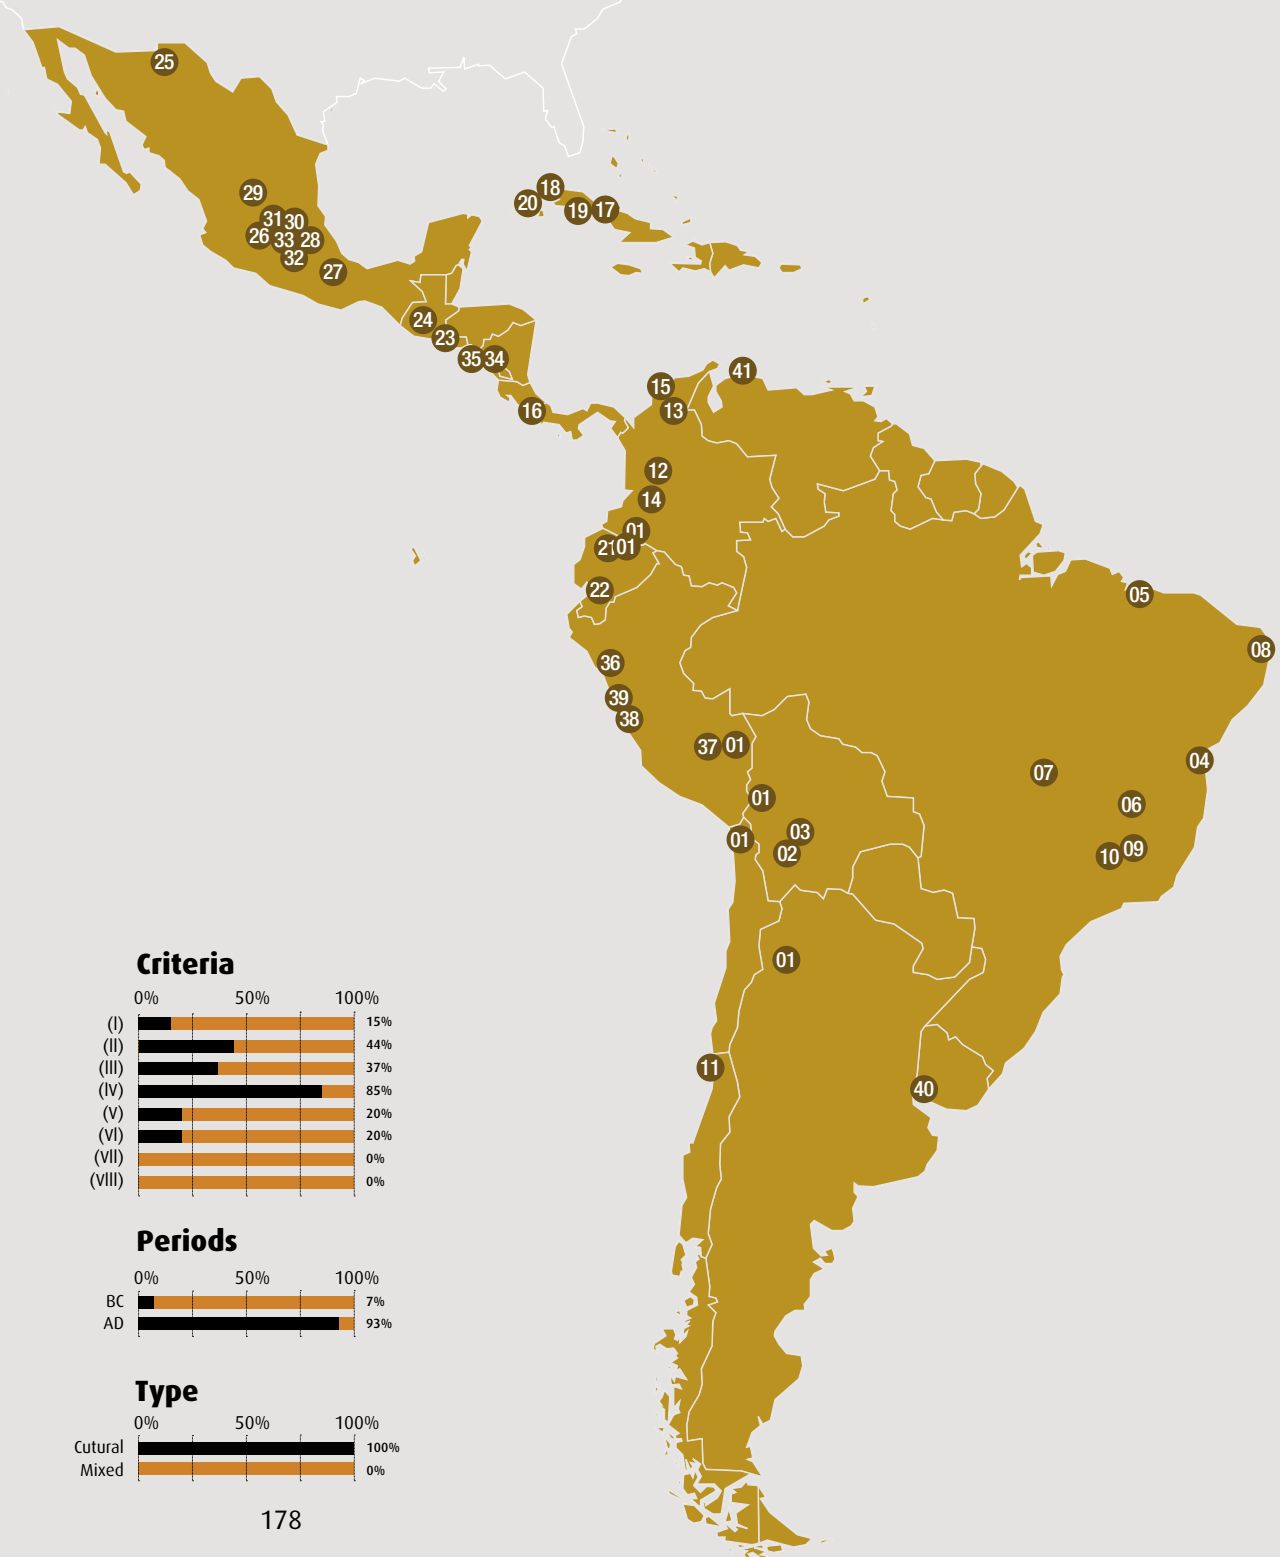 25
29
18
20
19
17
31
30
26
33
28
32
27
24
23
35
34
41
15
13
16
12
14
01
21
01
22
05
08
36
39
38
37
01
04
07
01
06
03
01
02
09
10
01
11
40
Criteria
0% 50% 100%
(I) 15%
(II) 44%
(III) 37%
(IV) 85%
(V) 20%
(VI) 20%
(VII) 0%
(VIII) 0%
Periods
0% 50% 100%
BC 7%
AD 93%
Type
0% 50% 100%
Cutural 100%
Mixed 0%
178